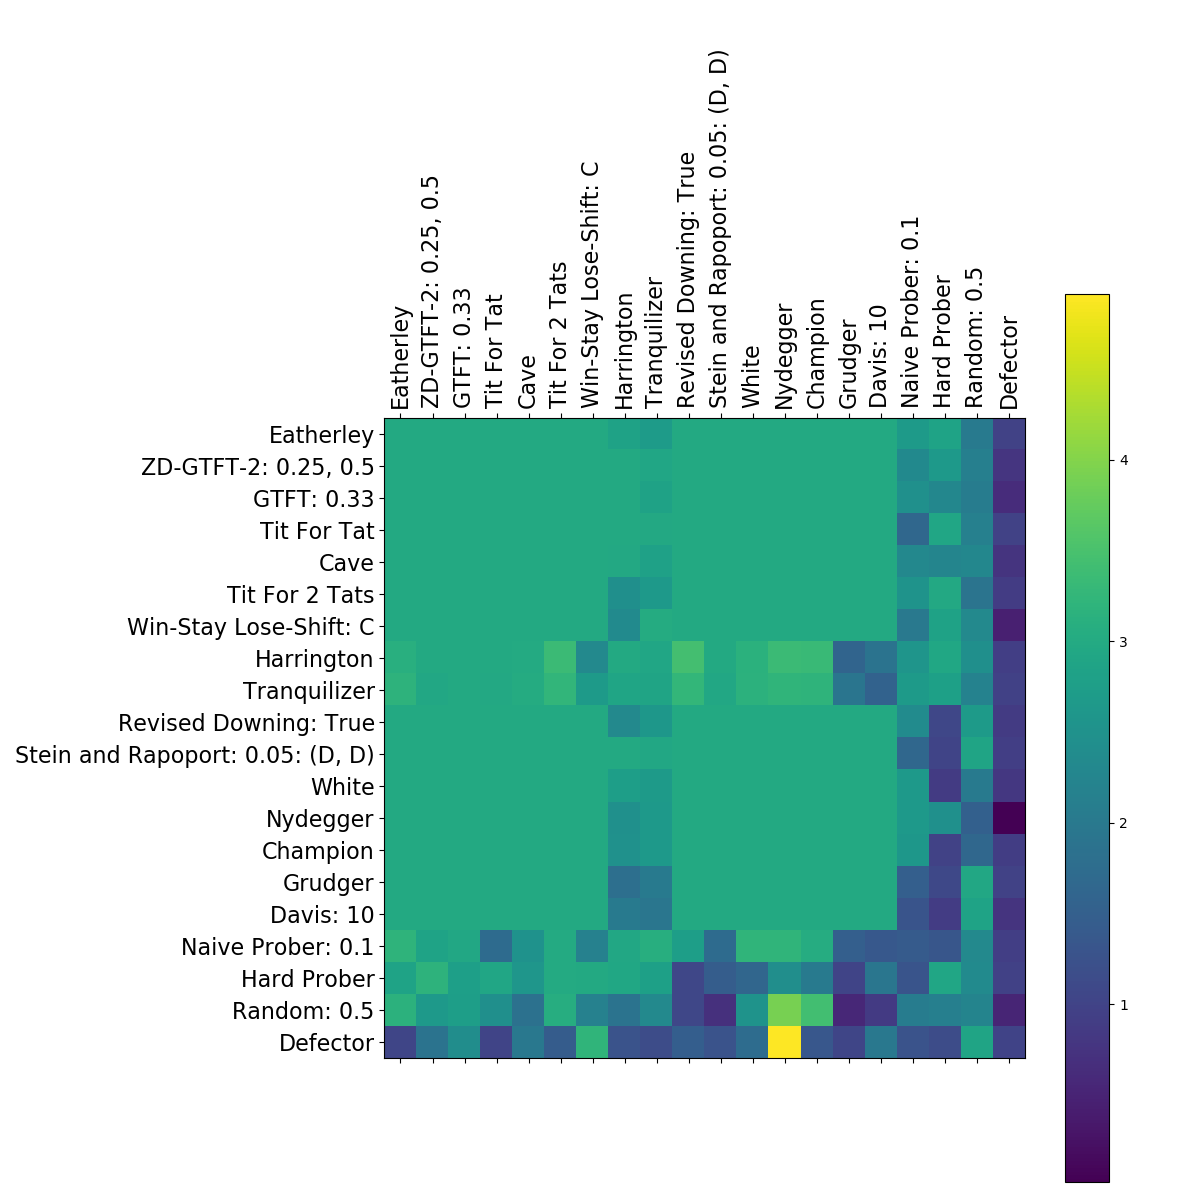 Eatherley
ZD-GTFT-2: 0.25, 0.5
GTFT: 0.33
Tit For Tat
Cave
Tit For 2 Tats
Win-Stay Lose-Shift: C
Harrington
Tranquilizer
Revised Downing: True
Stein and Rapoport: 0.05: (D, D)
White
Nydegger
Champion
Grudger
Davis: 10
Naive Prober: 0.1
Hard Prober
Random: 0.5
Defector
Eatherley
ZD-GTFT-2: 0.25, 0.5
GTFT: 0.33
Tit For Tat
Cave
Tit For 2 Tats
Win-Stay Lose-Shift: C
Harrington
Tranquilizer
Revised Downing: True
Stein and Rapoport: 0.05: (D, D)
White
Nydegger
Champion
Grudger
Davis: 10
Naive Prober: 0.1
Hard Prober
Random: 0.5
Defector
4
3
2
1